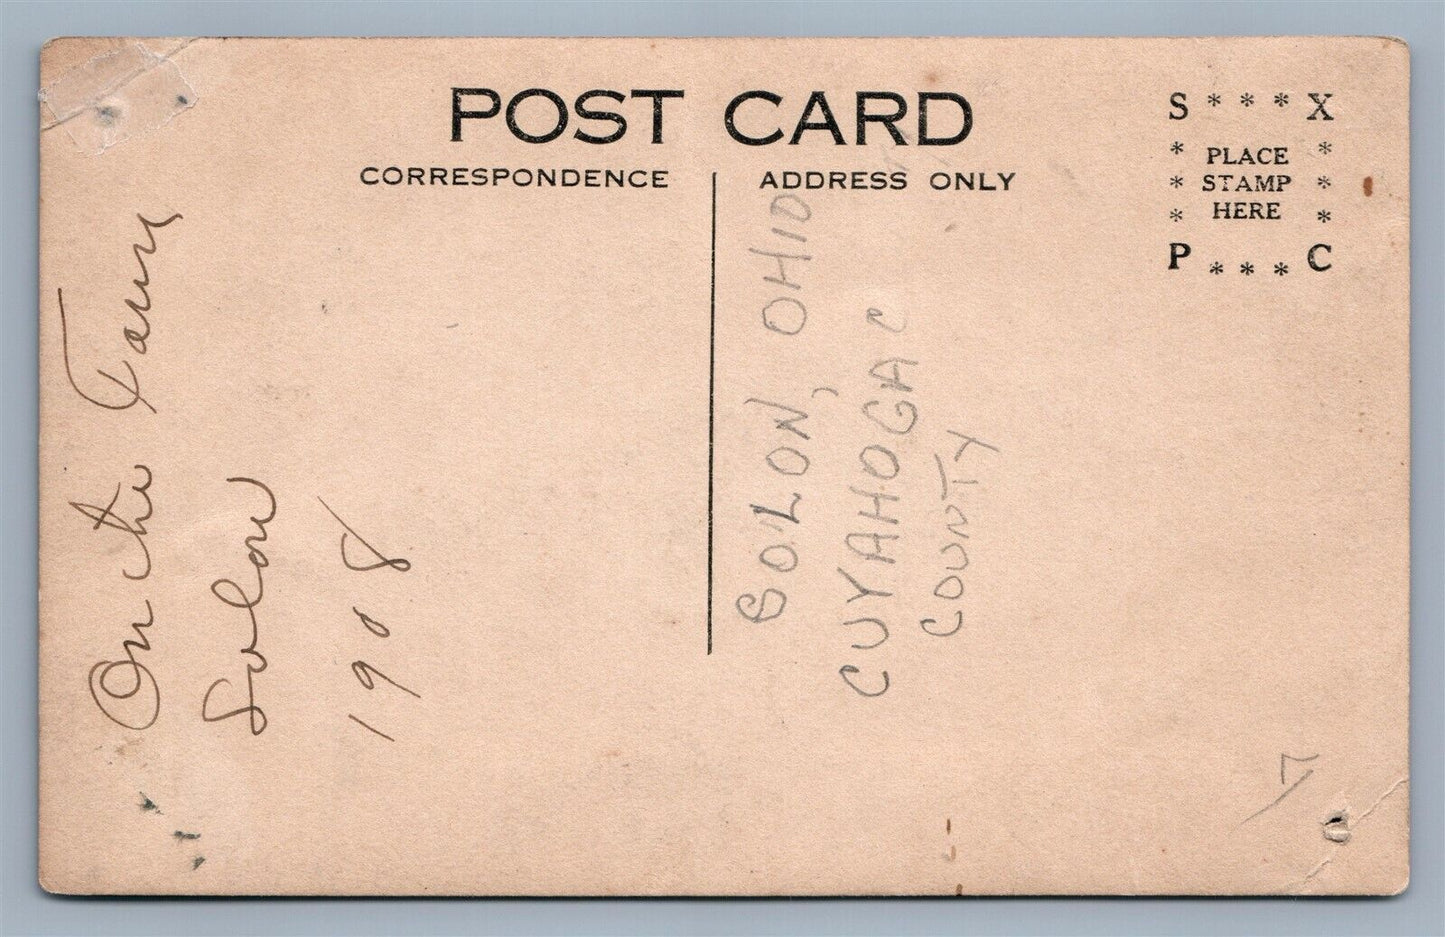 POST CARD
CORRESPONDENCE
ADDRESS ONLY
S * * * X
* PLACE *
* STAMP *
* HERE *
P * * * C
On the Farm
Solon
1908
SOLON, OHIO
CUYAHOGA C
COUNTY